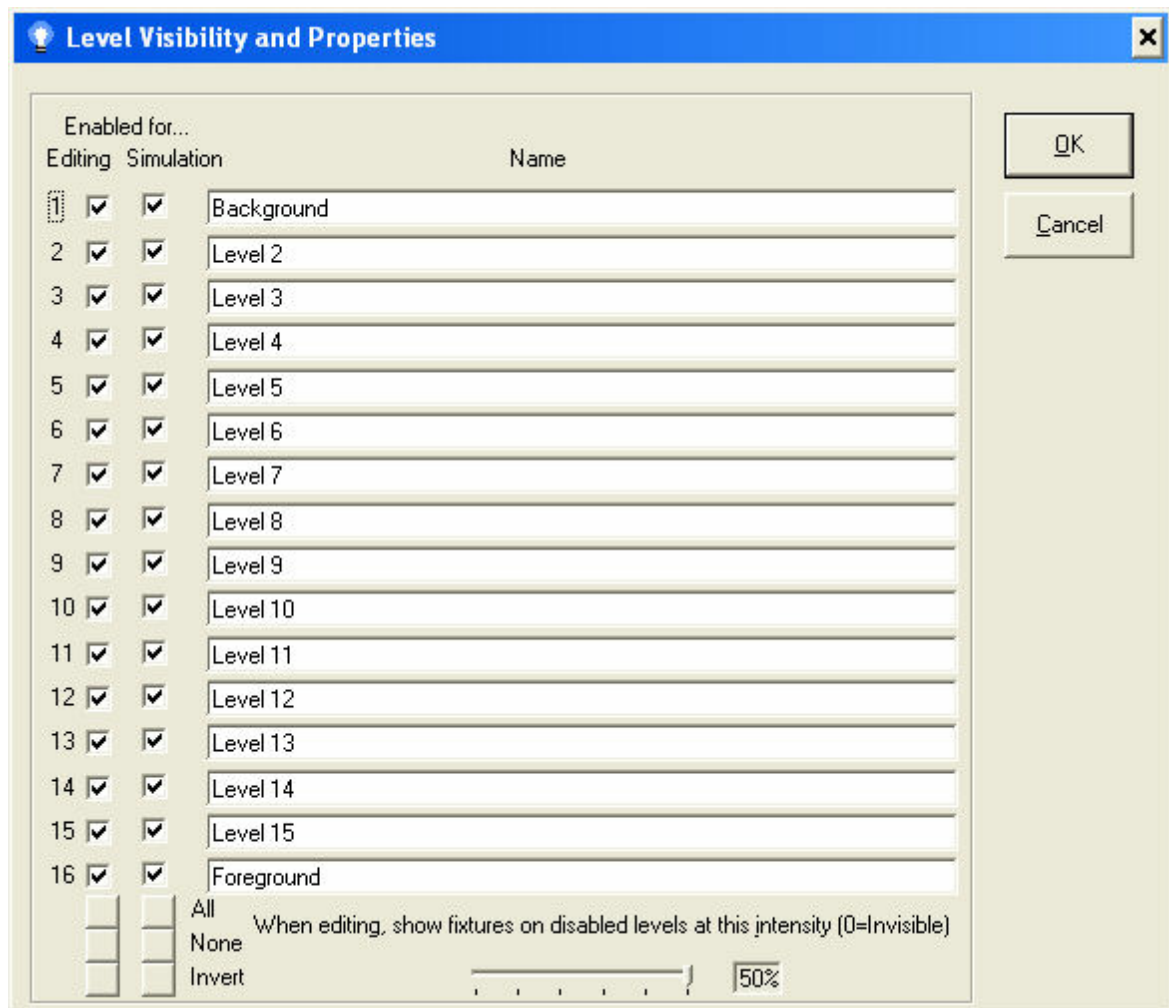 Level Visibility and Properties
Enabled for...
Editing Simulation Name
OK
Cancel
1 Background
2 Level 2
3 Level 3
4 Level 4
5 Level 5
6 Level 6
7 Level 7
8 Level 8
9 Level 9
10 Level 10
11 Level 11
12 Level 12
13 Level 13
14 Level 14
15 Level 15
16 Foreground
All
When editing, show fixtures on disabled levels at this intensity (0=Invisible)
None
Invert
50%